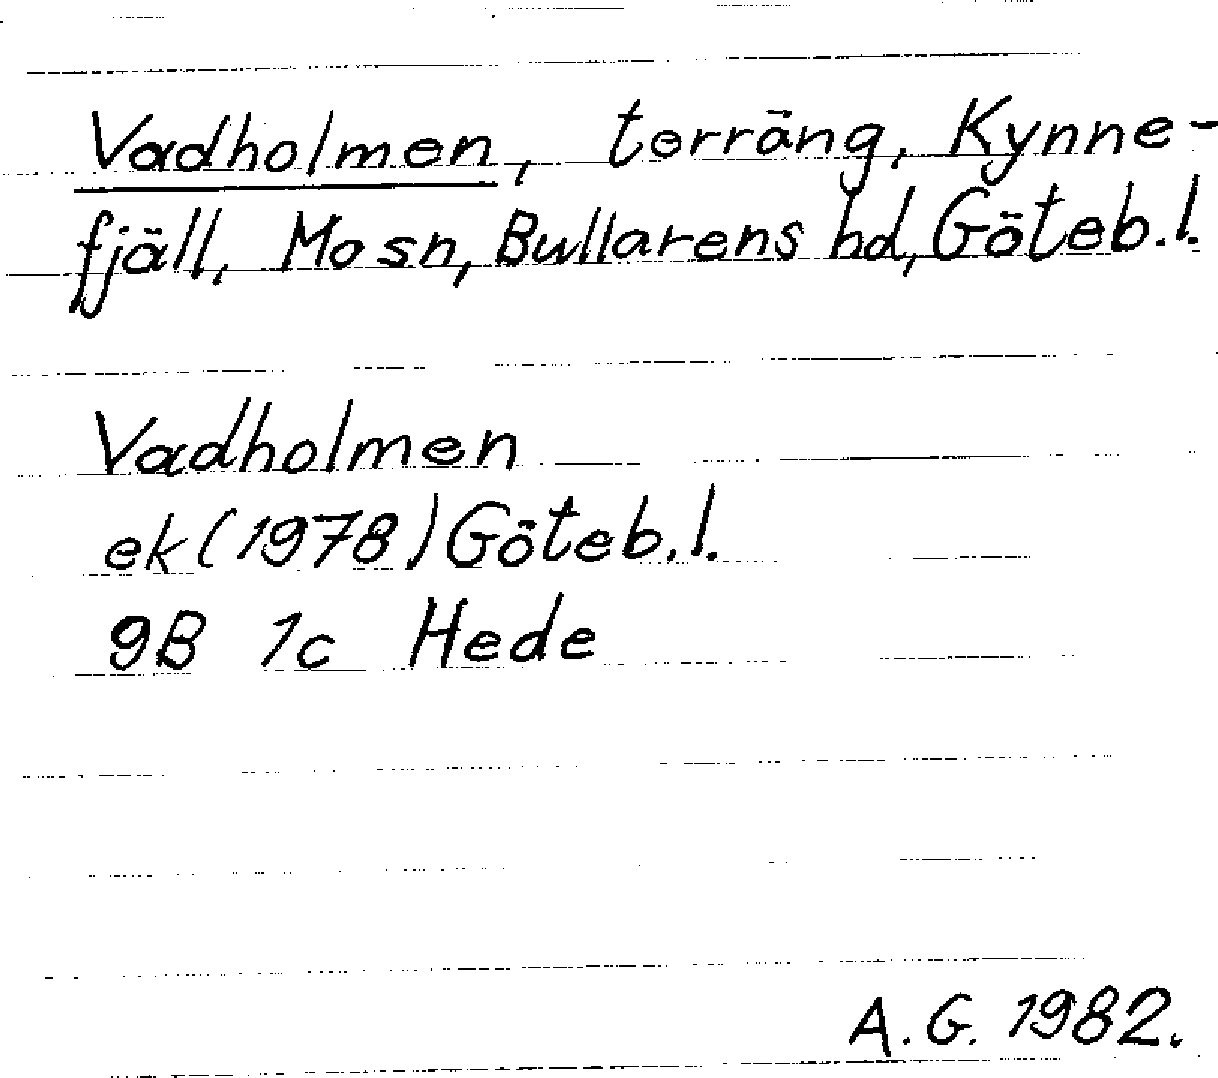 Vadholmen, terräng, Kynne-
fjäll, Mo sn, Bullarens hd, Göteb.l.
Vadholmen
ek (1978) Göteb.l.
9B 1c Hede
A.G. 1982.